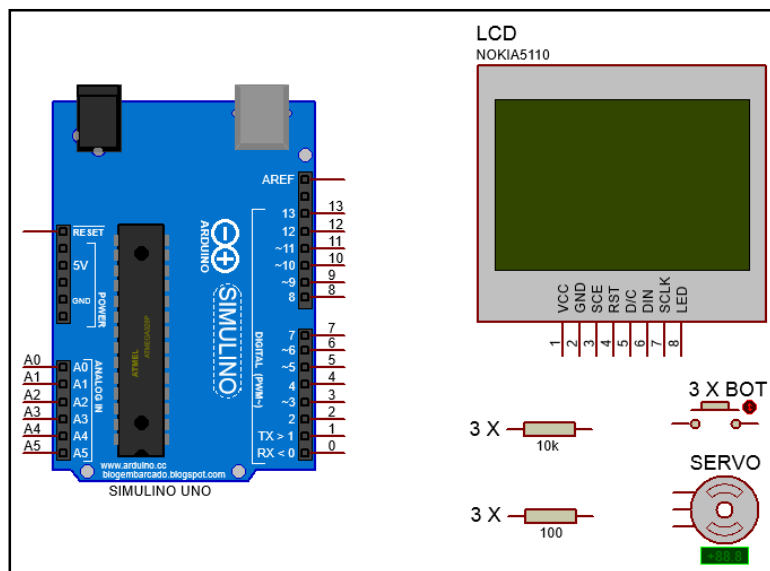 LCD
NOKIA5110
VCC
GND
SCE
RST
D/C
DIN
SCLK
LED
1
2
3
4
5
6
7
8
AREF
13 13
12 12
~11 11
~10 10
~9 9
8 8
7 7
~6 6
~5 5
4 4
~3 3
2 2
TX > 1 1
RX < 0 0
RESET
5V
GND
POWER
A0 A0
A1 A1
A2 A2
A3 A3
A4 A4
A5 A5
ANALOG IN
ATMEL
ATMEGA328P
ARDUINO
SIMULINO
DIGITAL (PWM~)
www.arduino.cc
blogembarcado.blogspot.com
SIMULINO UNO
3 X BOT
3 X
10k
SERVO
3 X
100
+88.8